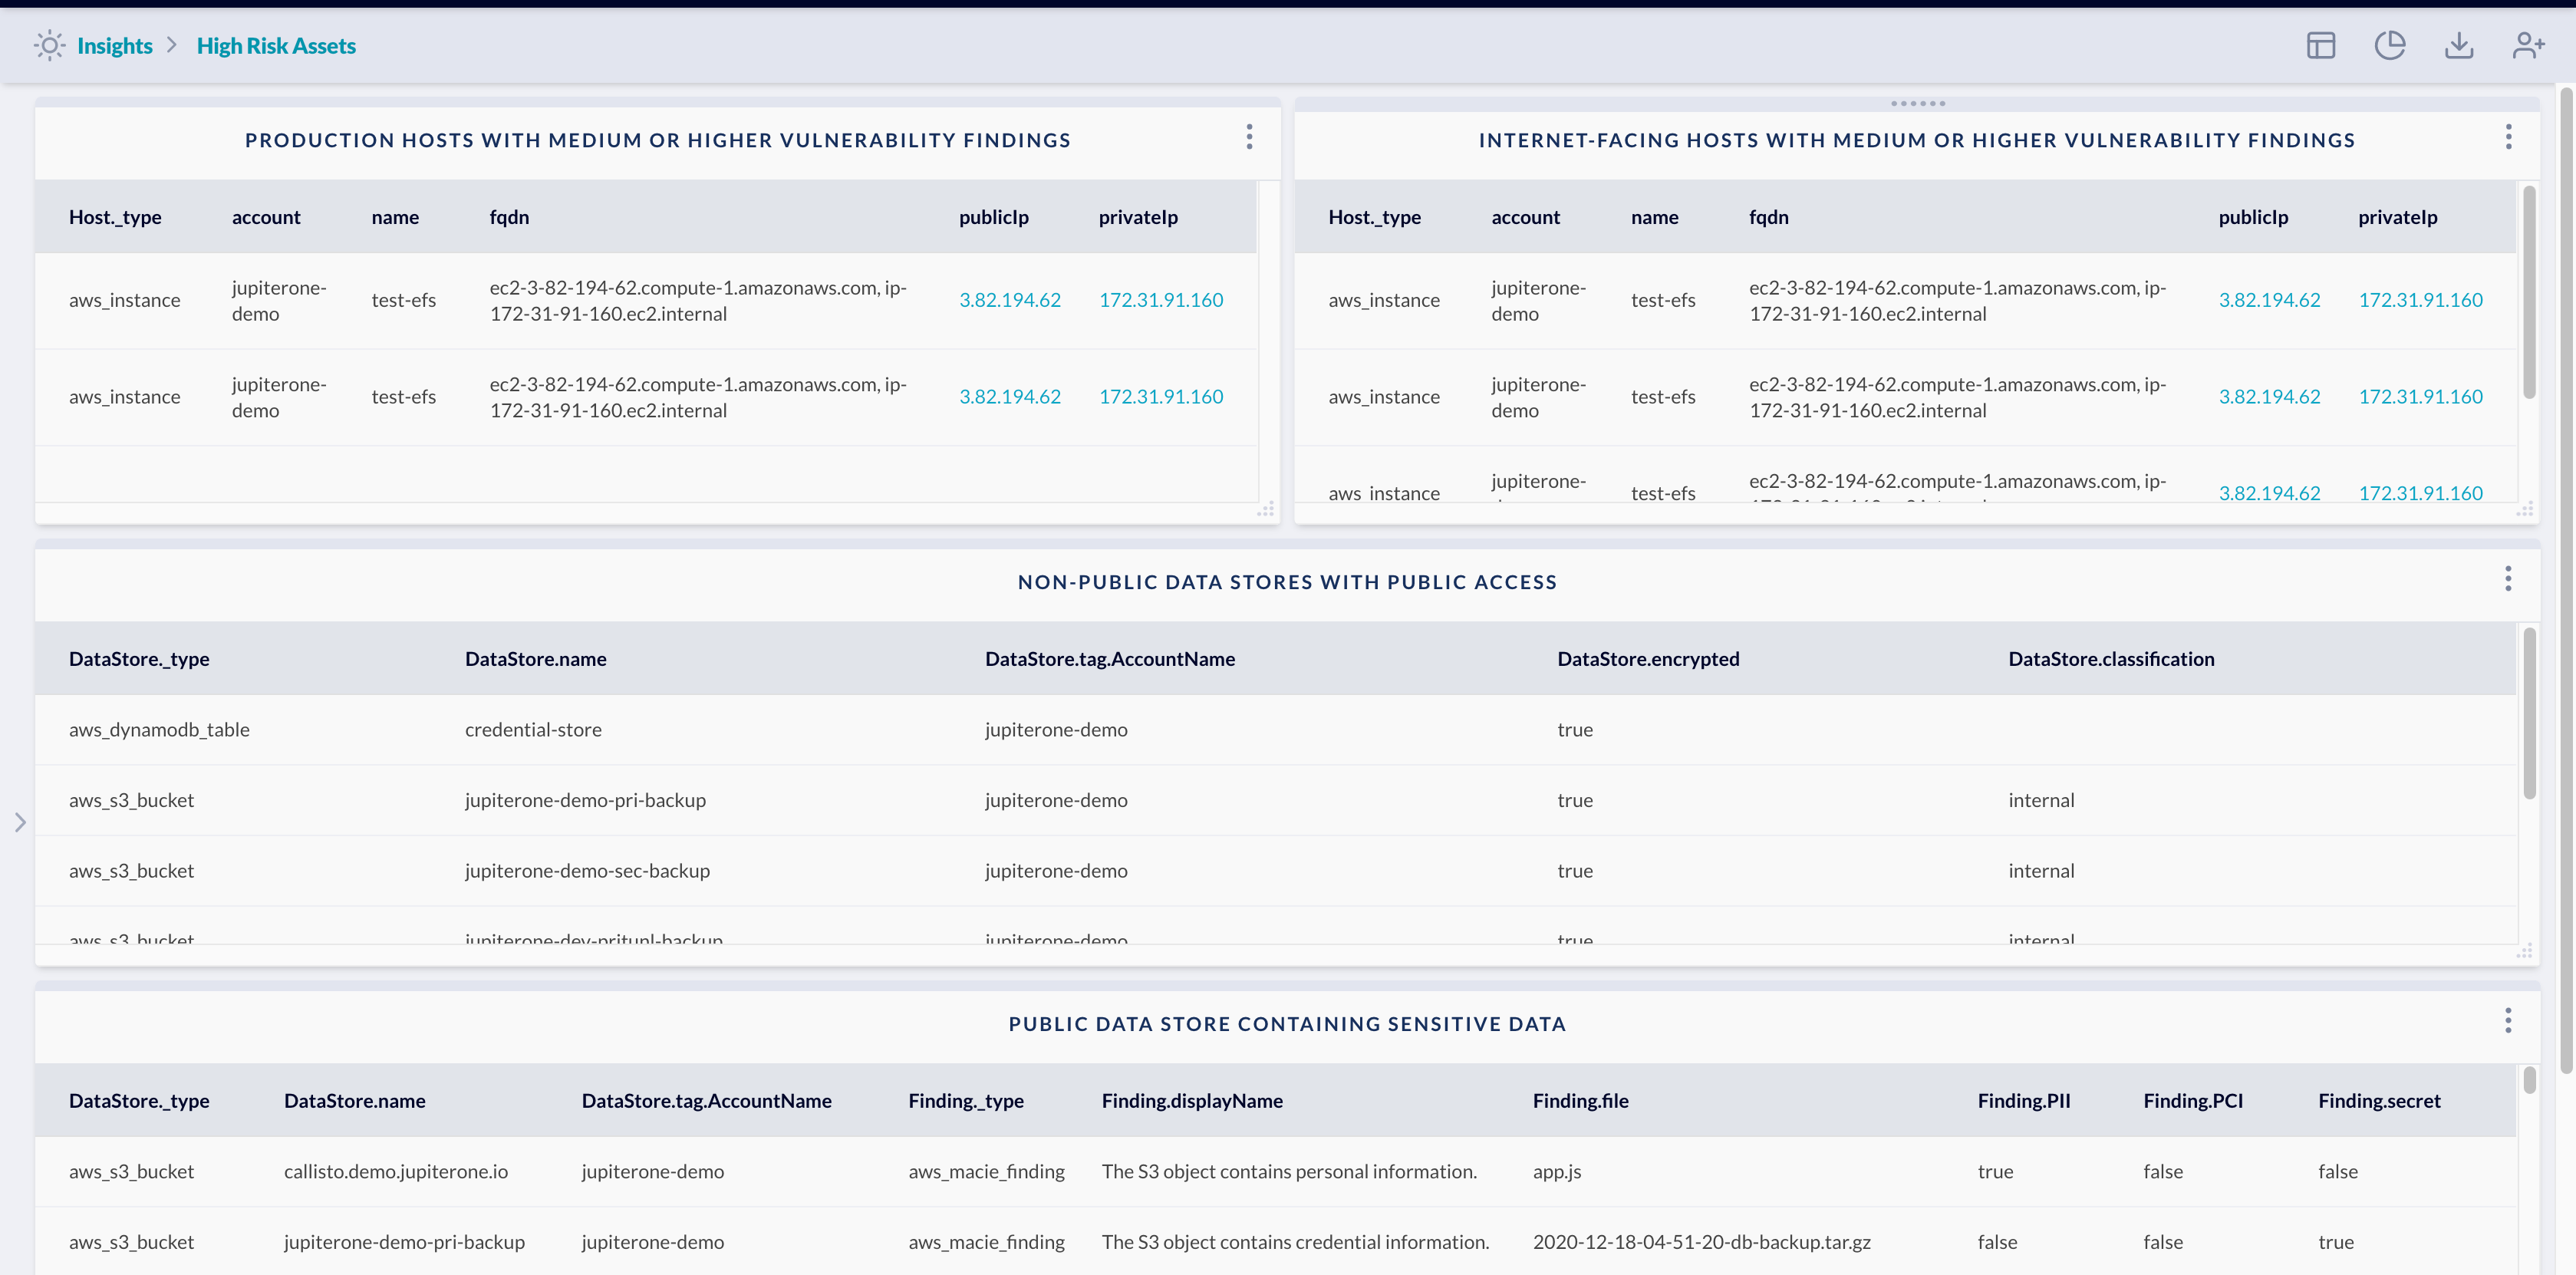 Insights > High Risk Assets
PRODUCTION HOSTS WITH MEDIUM OR HIGHER VULNERABILITY FINDINGS
Host._type account name fqdn publicIp privateIp
aws_instance jupiterone-demo test-efs ec2-3-82-194-62.compute-1.amazonaws.com, ip-172-31-91-160.ec2.internal 3.82.194.62 172.31.91.160
aws_instance jupiterone-demo test-efs ec2-3-82-194-62.compute-1.amazonaws.com, ip-172-31-91-160.ec2.internal 3.82.194.62 172.31.91.160
INTERNET-FACING HOSTS WITH MEDIUM OR HIGHER VULNERABILITY FINDINGS
Host._type account name fqdn publicIp privateIp
aws_instance jupiterone-demo test-efs ec2-3-82-194-62.compute-1.amazonaws.com, ip-172-31-91-160.ec2.internal 3.82.194.62 172.31.91.160
aws_instance jupiterone-demo test-efs ec2-3-82-194-62.compute-1.amazonaws.com, ip-172-31-91-160.ec2.internal 3.82.194.62 172.31.91.160
aws_instance jupiterone- test-efs ec2-3-82-194-62.compute-1.amazonaws.com, ip- 3.82.194.62 172.31.91.160
NON-PUBLIC DATA STORES WITH PUBLIC ACCESS
DataStore._type DataStore.name DataStore.tag.AccountName DataStore.encrypted DataStore.classification
aws_dynamodb_table credential-store jupiterone-demo true
aws_s3_bucket jupiterone-demo-pri-backup jupiterone-demo true internal
aws_s3_bucket jupiterone-demo-sec-backup jupiterone-demo true internal
aws_s3_bucket jupiterone-dev-pritunl-backup jupiterone-demo true internal
PUBLIC DATA STORE CONTAINING SENSITIVE DATA
DataStore._type DataStore.name DataStore.tag.AccountName Finding._type Finding.displayName Finding.file Finding.PII Finding.PCI Finding.secret
aws_s3_bucket callisto.demo.jupiterone.io jupiterone-demo aws_macie_finding The S3 object contains personal information. app.js true false false
aws_s3_bucket jupiterone-demo-pri-backup jupiterone-demo aws_macie_finding The S3 object contains credential information. 2020-12-18-04-51-20-db-backup.tar.gz false false true